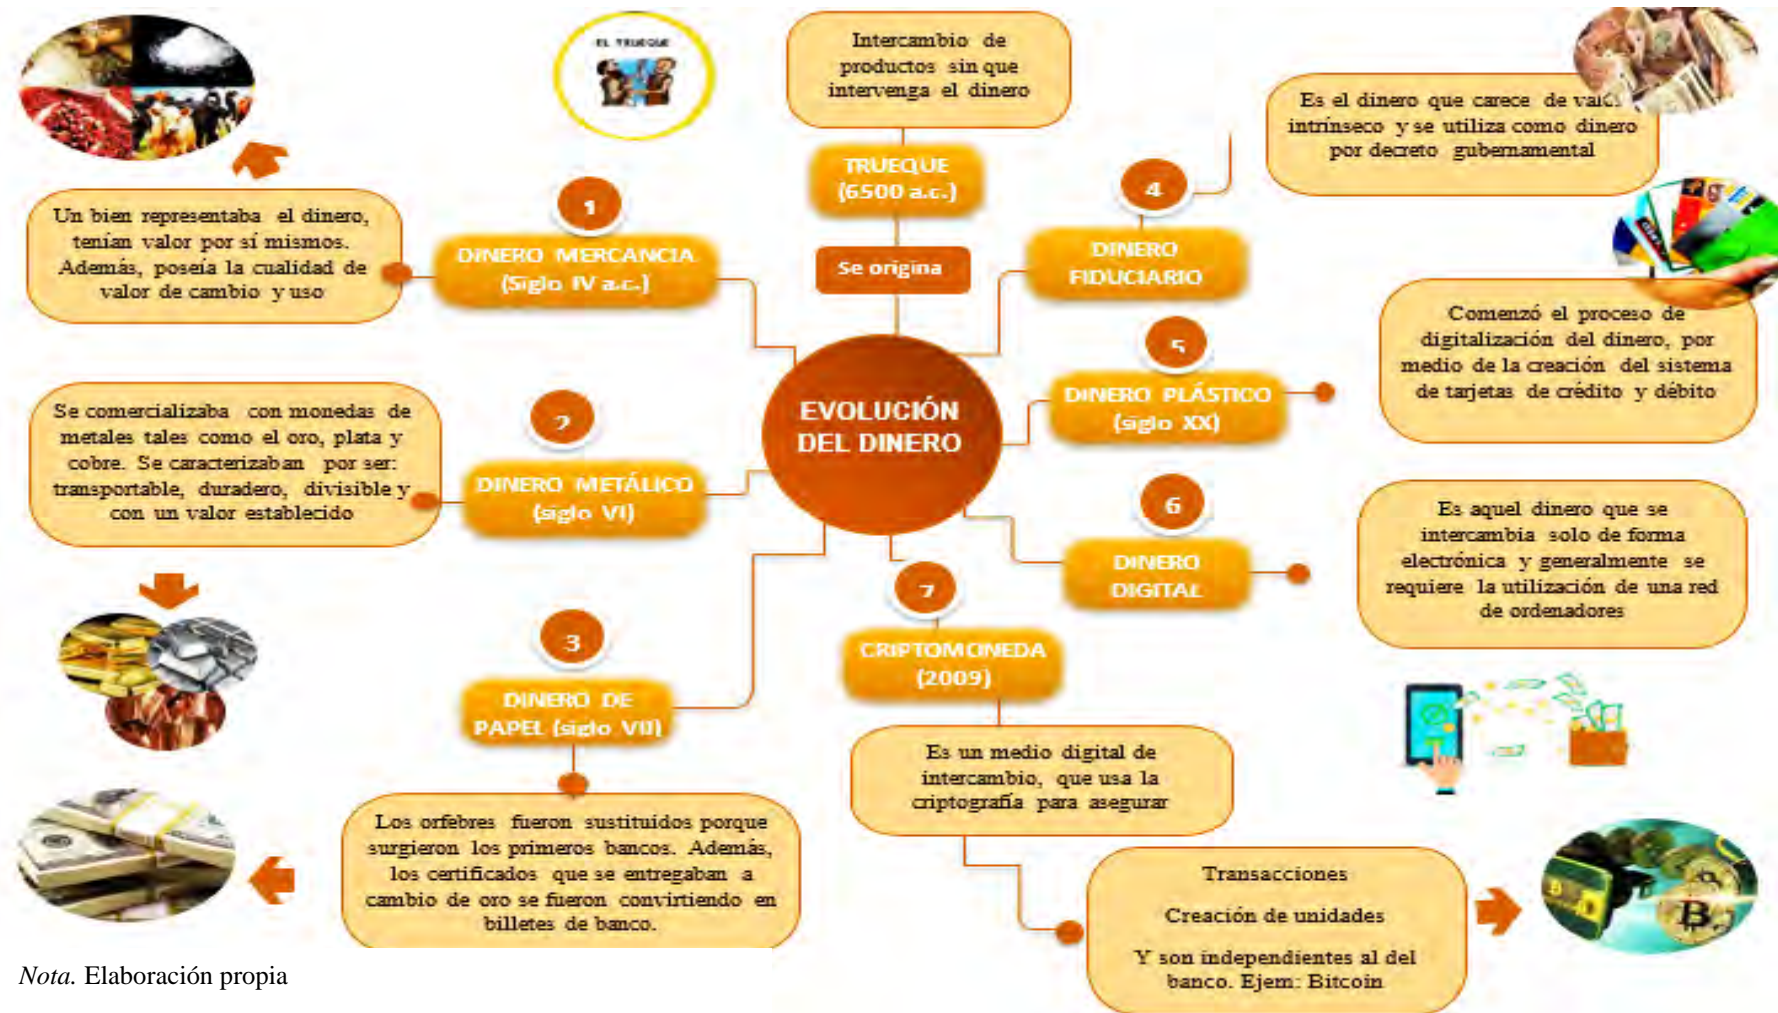 EL TRUEQUE
Intercambio de
productos sin que
intervenga el dinero
TRUEQUE
(6500 a.c.)
Se origina
EVOLUCIÓN
DEL DINERO
1
DINERO MERCANCIA
(Siglo IV a.c.)
Un bien representaba el dinero,
tenían valor por sí mismos.
Además, poseía la cualidad de
valor de cambio y uso
2
DINERO METÁLICO
(siglo VI)
Se comercializaba con monedas de
metales tales como el oro, plata y
cobre. Se caracterizaban por ser:
transportable, duradero, divisible y
con un valor establecido
3
DINERO DE
PAPEL (siglo VII)
Los orfebres fueron sustituidos porque
surgieron los primeros bancos. Además,
los certificados que se entregaban a
cambio de oro se fueron convirtiendo en
billetes de banco.
4
DINERO
FIDUCIARIO
Es el dinero que carece de valor
intrínseco y se utiliza como dinero
por decreto gubernamental
5
DINERO PLÁSTICO
(siglo XX)
Comenzó el proceso de
digitalización del dinero, por
medio de la creación del sistema
de tarjetas de crédito y débito
6
DINERO
DIGITAL
Es aquel dinero que se
intercambia solo de forma
electrónica y generalmente se
requiere la utilización de una red
de ordenadores
7
CRIPTOMONEDA
(2009)
Es un medio digital de
intercambio, que usa la
criptografía para asegurar
Transacciones
Creación de unidades
Y son independientes al del
banco. Ejem: Bitcoin
Nota. Elaboración propia